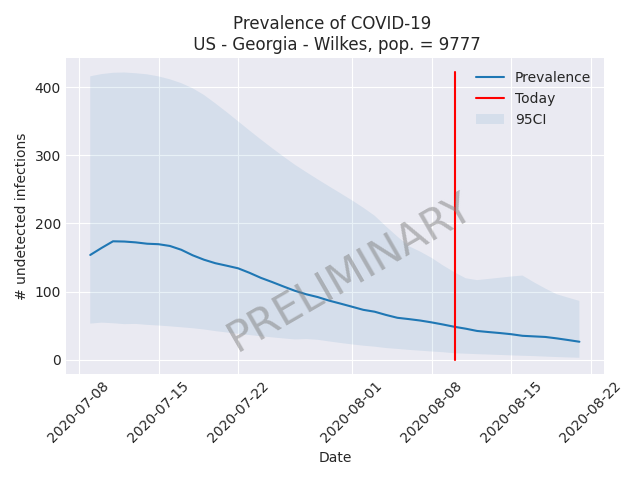 Prevalence of COVID-19
US - Georgia - Wilkes, pop. = 9777
# undetected infections
400
300
200
100
0
Prevalence
Today
95CI
PRELIMINARY
2020-07-08
2020-07-15
2020-07-22
2020-08-01
2020-08-08
2020-08-15
2020-08-22
Date